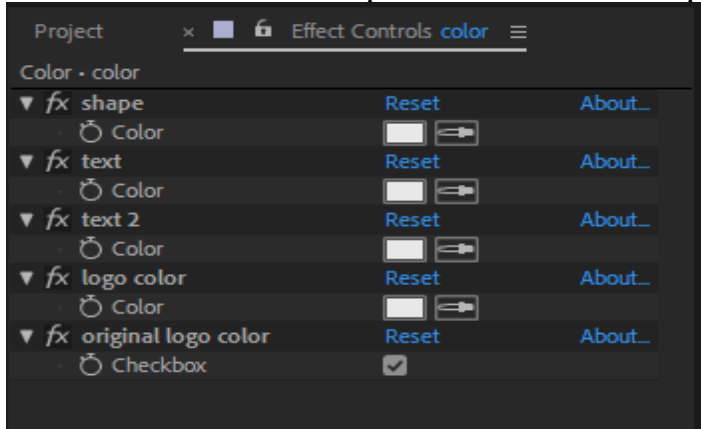 Project × Effect Controls color ≡
Color • color
fx shape Reset About...
Color
fx text Reset About...
Color
fx text 2 Reset About...
Color
fx logo color Reset About...
Color
fx original logo color Reset About...
Checkbox